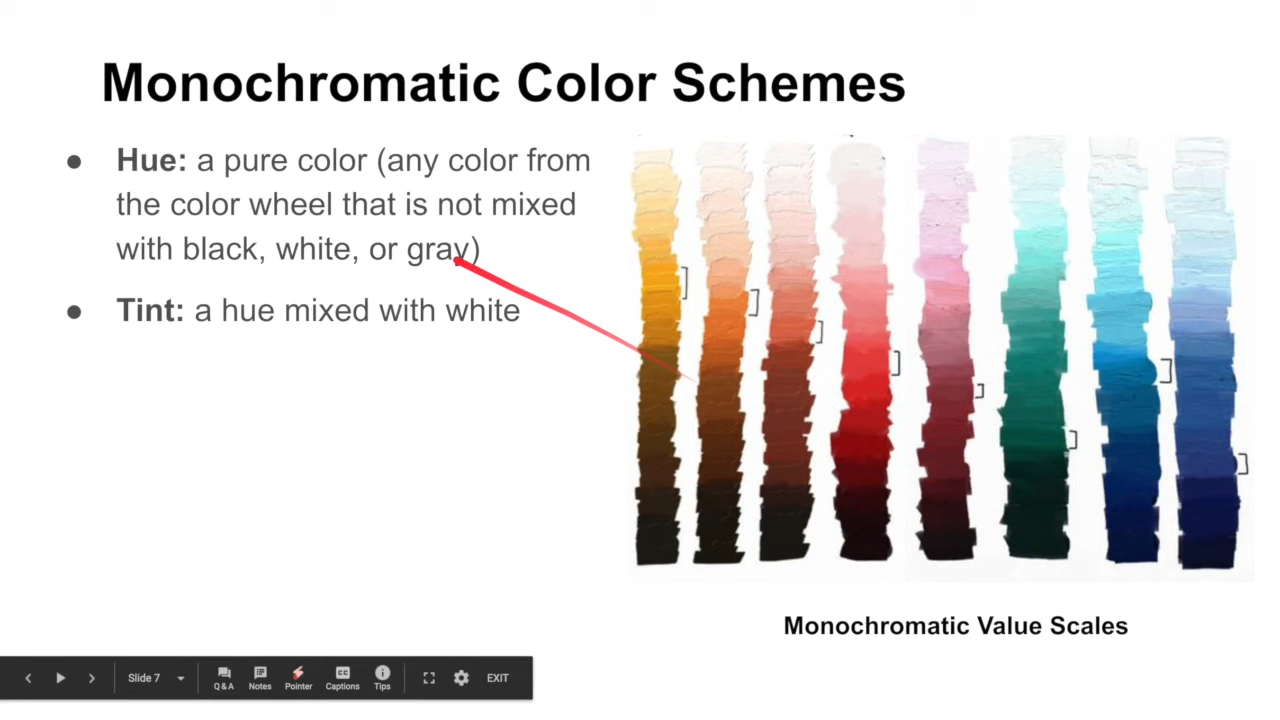 Monochromatic Color Schemes
● Hue: a pure color (any color from
the color wheel that is not mixed
with black, white, or gray)
● Tint: a hue mixed with white
Monochromatic Value Scales
Slide 7
Q & A Notes Pointer Captions Tips EXIT